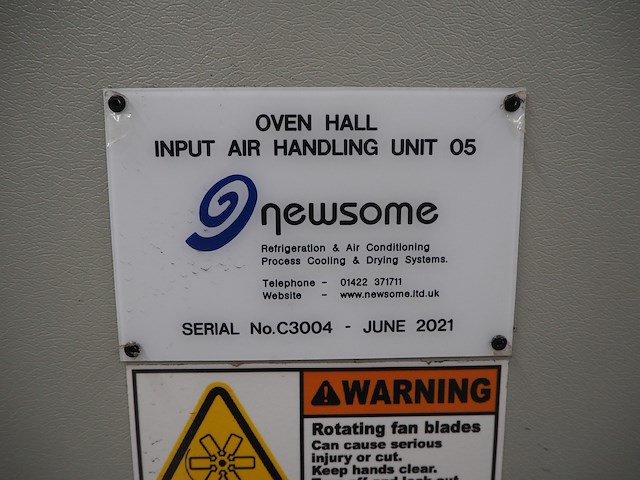 OVEN HALL
INPUT AIR HANDLING UNIT 05
newsome
Refrigeration & Air Conditioning
Process Cooling & Drying Systems.
Telephone - 01422 371711
Website - www.newsome.ltd.uk
SERIAL No.C3004 - JUNE 2021
WARNING
Rotating fan blades
Can cause serious
injury or cut.
Keep hands clear.